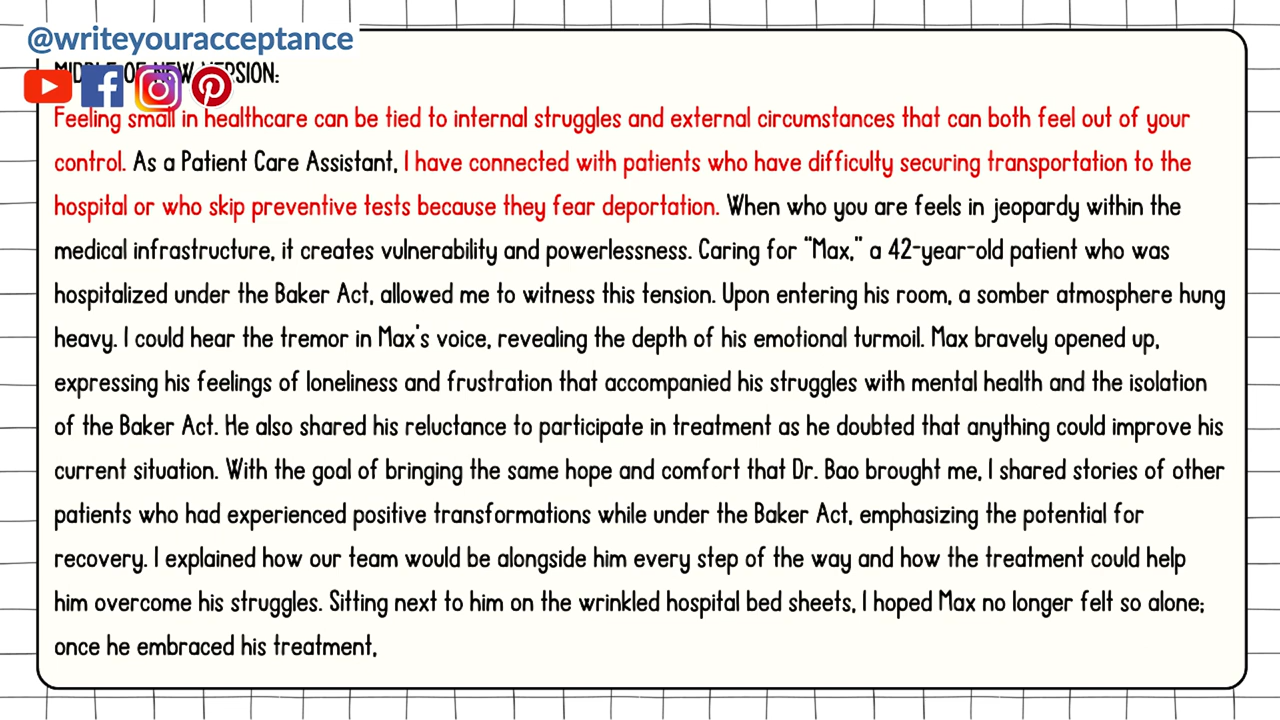 @writeyouracceptance
MIDDLE OF NEW VERSION:
Feeling small in healthcare can be tied to internal struggles and external circumstances that can both feel out of your
control. As a Patient Care Assistant, I have connected with patients who have difficulty securing transportation to the
hospital or who skip preventive tests because they fear deportation. When who you are feels in jeopardy within the
medical infrastructure, it creates vulnerability and powerlessness. Caring for "Max," a 42-year-old patient who was
hospitalized under the Baker Act, allowed me to witness this tension. Upon entering his room, a somber atmosphere hung
heavy. I could hear the tremor in Max's voice, revealing the depth of his emotional turmoil. Max bravely opened up,
expressing his feelings of loneliness and frustration that accompanied his struggles with mental health and the isolation
of the Baker Act. He also shared his reluctance to participate in treatment as he doubted that anything could improve his
current situation. With the goal of bringing the same hope and comfort that Dr. Bao brought me, I shared stories of other
patients who had experienced positive transformations while under the Baker Act, emphasizing the potential for
recovery. I explained how our team would be alongside him every step of the way and how the treatment could help
him overcome his struggles. Sitting next to him on the wrinkled hospital bed sheets, I hoped Max no longer felt so alone;
once he embraced his treatment,